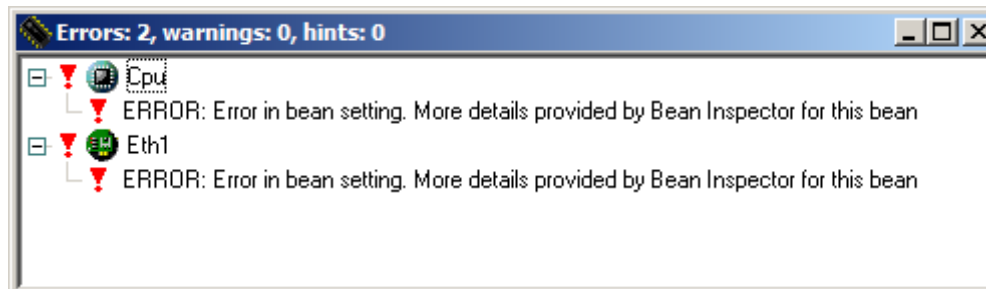 Errors: 2, warnings: 0, hints: 0
Cpu
ERROR: Error in bean setting. More details provided by Bean Inspector for this bean
Eth1
ERROR: Error in bean setting. More details provided by Bean Inspector for this bean